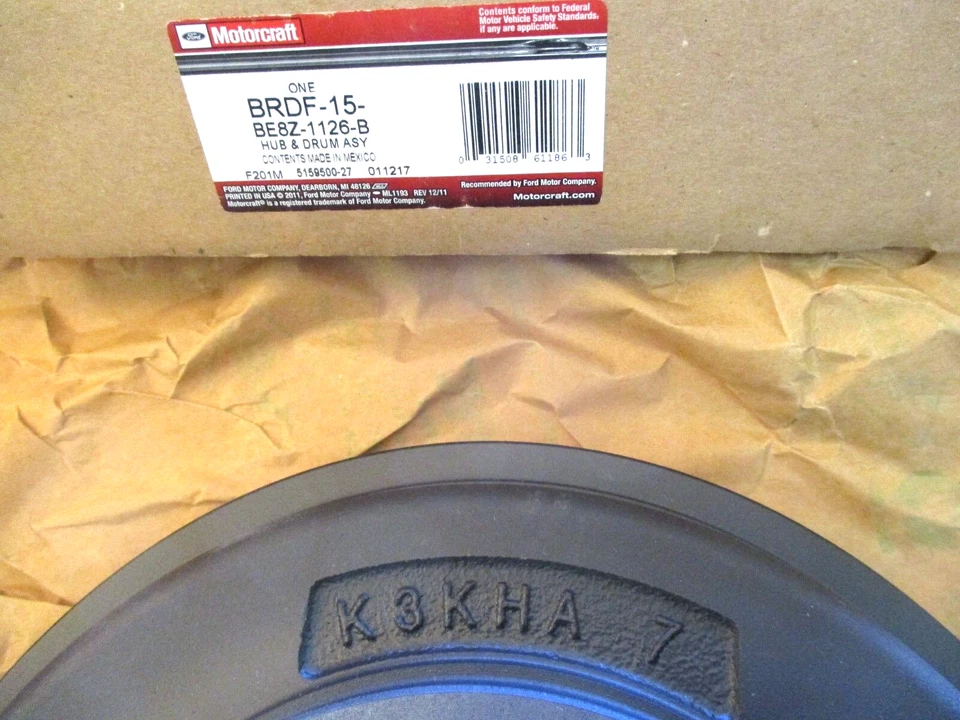 Ford
Motorcraft
Contents conform to Federal
Motor Vehicle Safety Standards,
if any are applicable.
ONE
BRDF-15-
BE8Z-1126-B
HUB & DRUM ASY
CONTENTS MADE IN MEXICO
F201M 5159500-27 011217
0 31508 61186 3
FORD MOTOR COMPANY, DEARBORN, MI 48126
PRINTED IN USA © 2011, Ford Motor Company ML1193 REV 12/11
Motorcraft® is a registered trademark of Ford Motor Company.
Recommended by Ford Motor Company.
Motorcraft.com
K3KHA 7